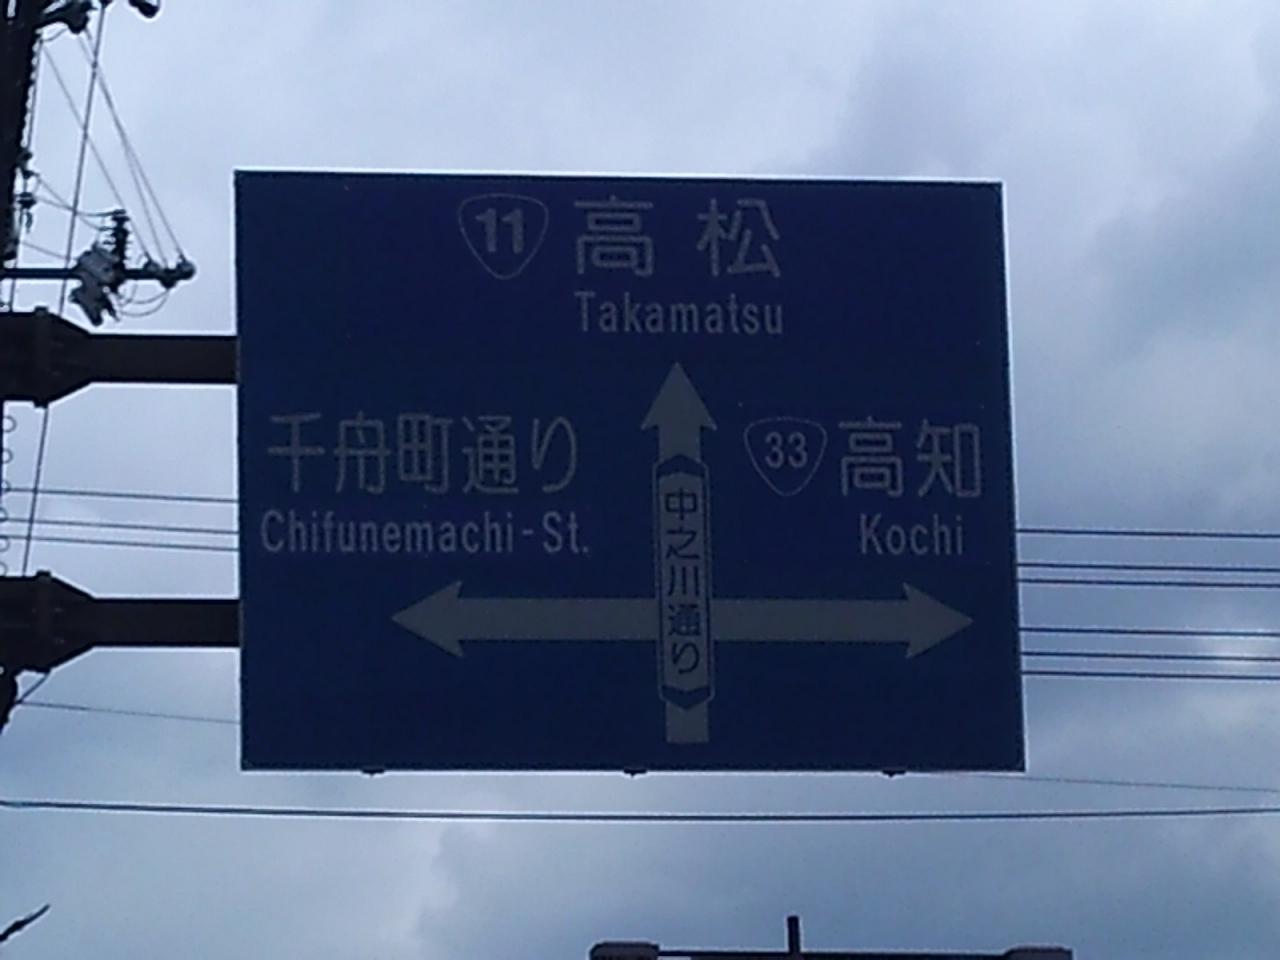 11 高松
Takamatsu
千舟町通り
Chifunemachi-St.
33 高知
Kochi
中之川通り